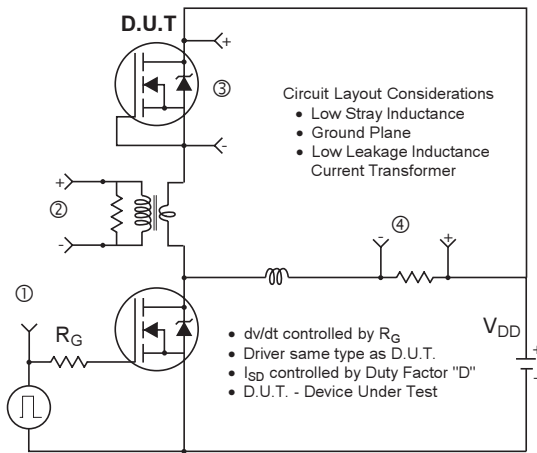 D.U.T
+
③
-
Circuit Layout Considerations
• Low Stray Inductance
• Ground Plane
• Low Leakage Inductance
Current Transformer
+
②
-
④
- +
①
R_G
• dv/dt controlled by R_G
• Driver same type as D.U.T.
• I_SD controlled by Duty Factor "D"
• D.U.T. - Device Under Test
V_DD
+
-